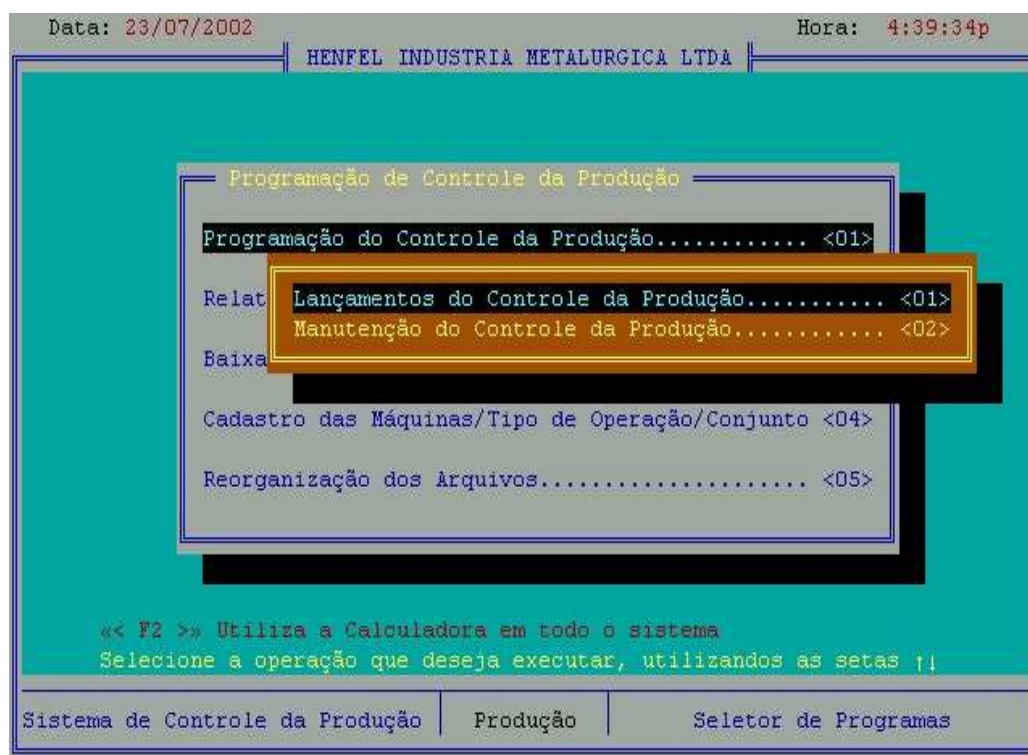 Data: 23/07/2002 Hora: 4:39:34p
HENFEL INDUSTRIA METALURGICA LTDA
Programação de Controle da Produção
Programação do Controle da Produção............ <01>
Relat
Lançamentos do Controle da Produção........... <01>
Manutenção do Controle da Produção............ <02>
Baixa
Cadastro das Máquinas/Tipo de Operação/Conjunto <04>
Reorganização dos Arquivos..................... <05>
«< F2 >» Utiliza a Calculadora em todo o sistema
Selecione a operação que deseja executar, utilizandos as setas ↑↓
Sistema de Controle da Produção Produção Seletor de Programas